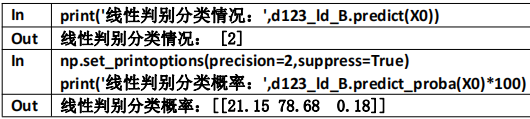 In print('线性判别分类情况：',d123_ld_B.predict(X0))
Out 线性判别分类情况： [2]
In np.set_printoptions(precision=2,suppress=True)
print('线性判别分类概率：',d123_ld_B.predict_proba(X0)*100)
Out 线性判别分类概率：[[21.15 78.68 0.18]]